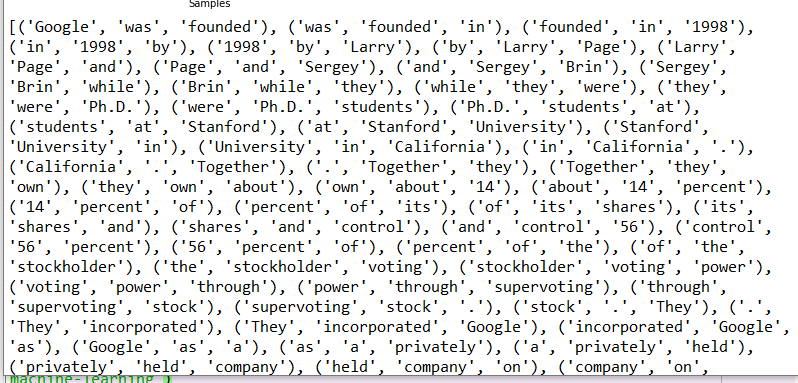 Samples
[('Google', 'was', 'founded'), ('was', 'founded', 'in'), ('founded', 'in', '1998'),
('in', '1998', 'by'), ('1998', 'by', 'Larry'), ('by', 'Larry', 'Page'), ('Larry',
'Page', 'and'), ('Page', 'and', 'Sergey'), ('and', 'Sergey', 'Brin'), ('Sergey',
'Brin', 'while'), ('Brin', 'while', 'they'), ('while', 'they', 'were'), ('they',
'were', 'Ph.D.'), ('were', 'Ph.D.', 'students'), ('Ph.D.', 'students', 'at'),
('students', 'at', 'Stanford'), ('at', 'Stanford', 'University'), ('Stanford',
'University', 'in'), ('University', 'in', 'California'), ('in', 'California', '.'),
('California', '.', 'Together'), ('.', 'Together', 'they'), ('Together', 'they',
'own'), ('they', 'own', 'about'), ('own', 'about', '14'), ('about', '14', 'percent'),
('14', 'percent', 'of'), ('percent', 'of', 'its'), ('of', 'its', 'shares'), ('its',
'shares', 'and'), ('shares', 'and', 'control'), ('and', 'control', '56'), ('control',
'56', 'percent'), ('56', 'percent', 'of'), ('percent', 'of', 'the'), ('of', 'the',
'stockholder'), ('the', 'stockholder', 'voting'), ('stockholder', 'voting', 'power'),
('voting', 'power', 'through'), ('power', 'through', 'supervoting'), ('through',
'supervoting', 'stock'), ('supervoting', 'stock', '.'), ('stock', '.', 'They'), ('.',
'They', 'incorporated'), ('They', 'incorporated', 'Google'), ('incorporated', 'Google',
'as'), ('Google', 'as', 'a'), ('as', 'a', 'privately'), ('a', 'privately', 'held'),
('privately', 'held', 'company'), ('held', 'company', 'on'), ('company', 'on',
machine-learning )